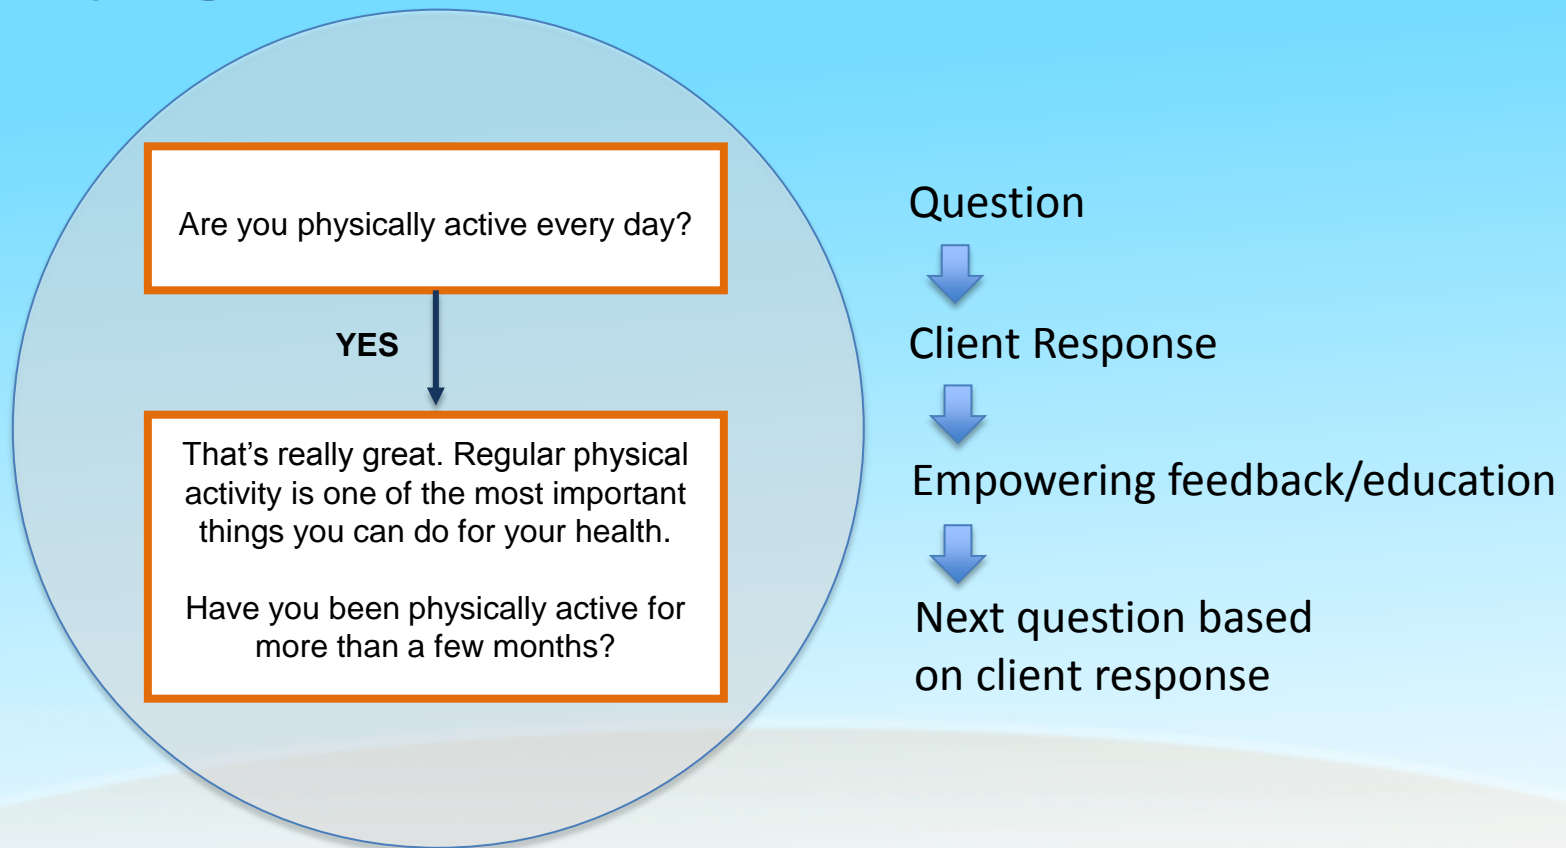 Are you physically active every day?
YES
That's really great. Regular physical
activity is one of the most important
things you can do for your health.
Have you been physically active for
more than a few months?
Question
Client Response
Empowering feedback/education
Next question based
on client response